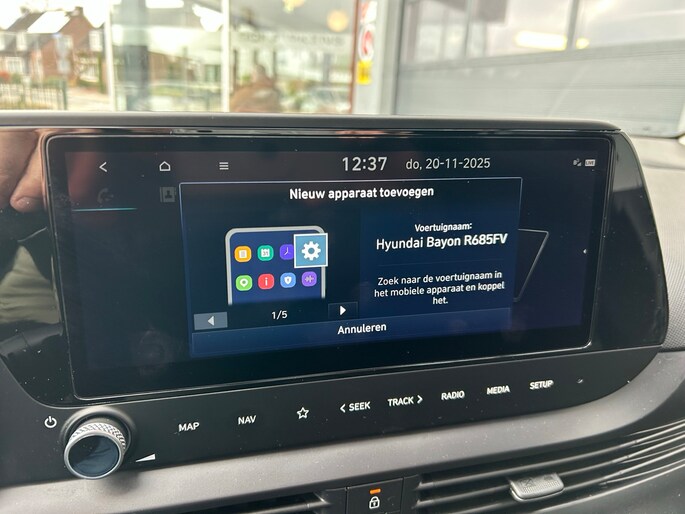 12:37 do, 20-11-2025
Nieuw apparaat toevoegen
Voertuignaam:
Hyundai Bayon R685FV
Zoek naar de voertuignaam in
het mobiele apparaat en koppel
het.
1/5
Annuleren
MAP NAV SEEK TRACK RADIO MEDIA SETUP